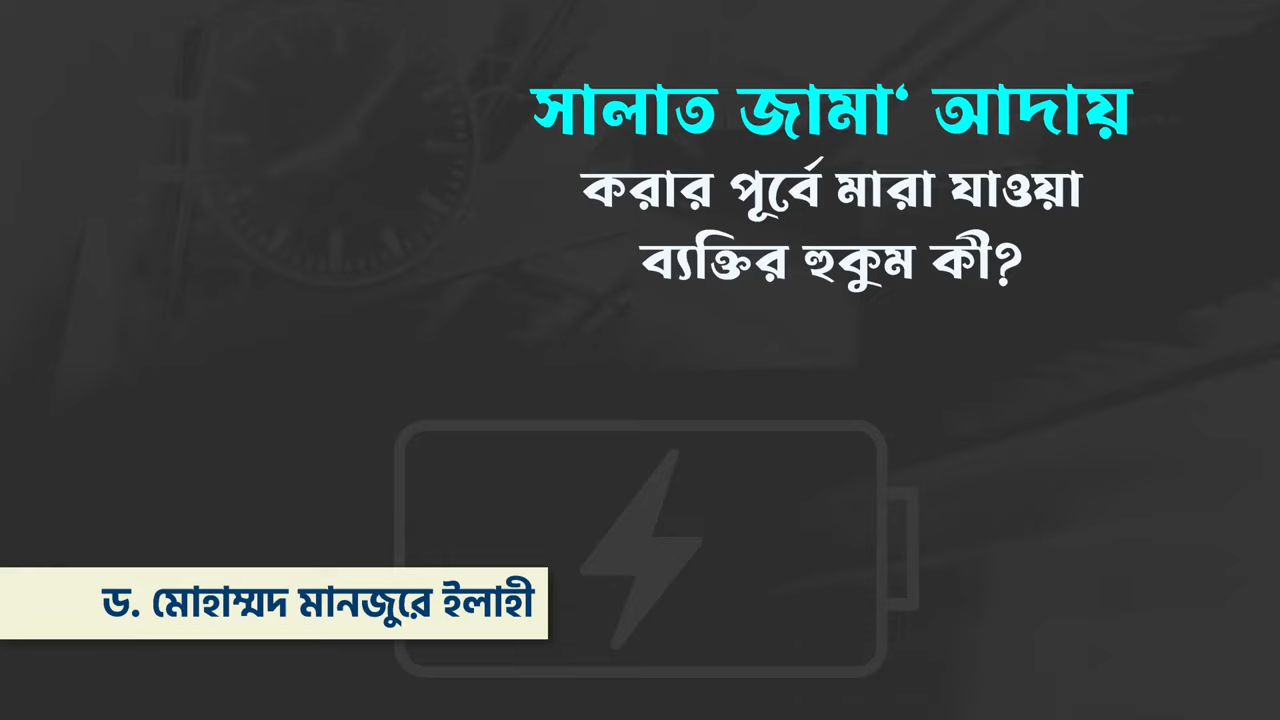 সালাত জামা‘ আদায়
করার পূর্বে মারা যাওয়া
ব্যক্তির হুকুম কী?
ড. মোহাম্মদ মানজুরে ইলাহী